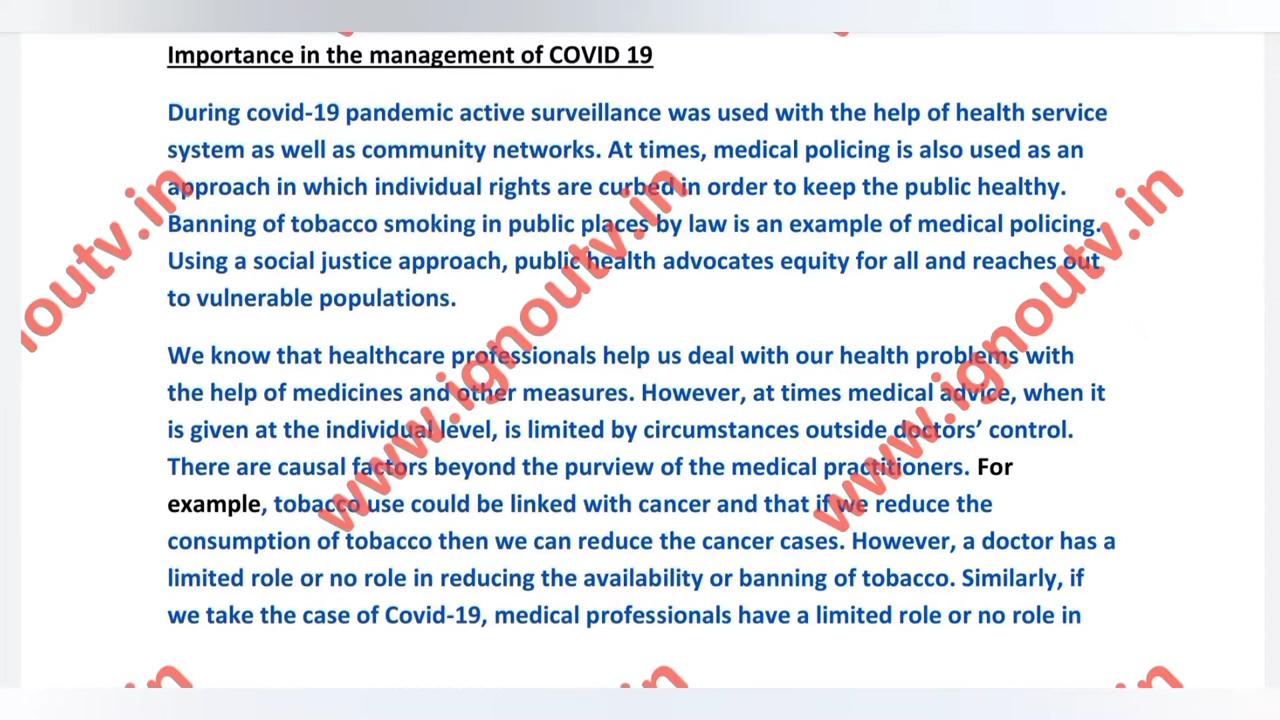 Importance in the management of COVID 19
During covid-19 pandemic active surveillance was used with the help of health service
system as well as community networks. At times, medical policing is also used as an
approach in which individual rights are curbed in order to keep the public healthy.
Banning of tobacco smoking in public places by law is an example of medical policing.
Using a social justice approach, public health advocates equity for all and reaches out
to vulnerable populations.
We know that healthcare professionals help us deal with our health problems with
the help of medicines and other measures. However, at times medical advice, when it
is given at the individual level, is limited by circumstances outside doctors’ control.
There are causal factors beyond the purview of the medical practitioners. For
example, tobacco use could be linked with cancer and that if we reduce the
consumption of tobacco then we can reduce the cancer cases. However, a doctor has a
limited role or no role in reducing the availability or banning of tobacco. Similarly, if
we take the case of Covid-19, medical professionals have a limited role or no role in
noutv.in
www.ignoutv.in
www.ignoutv.in